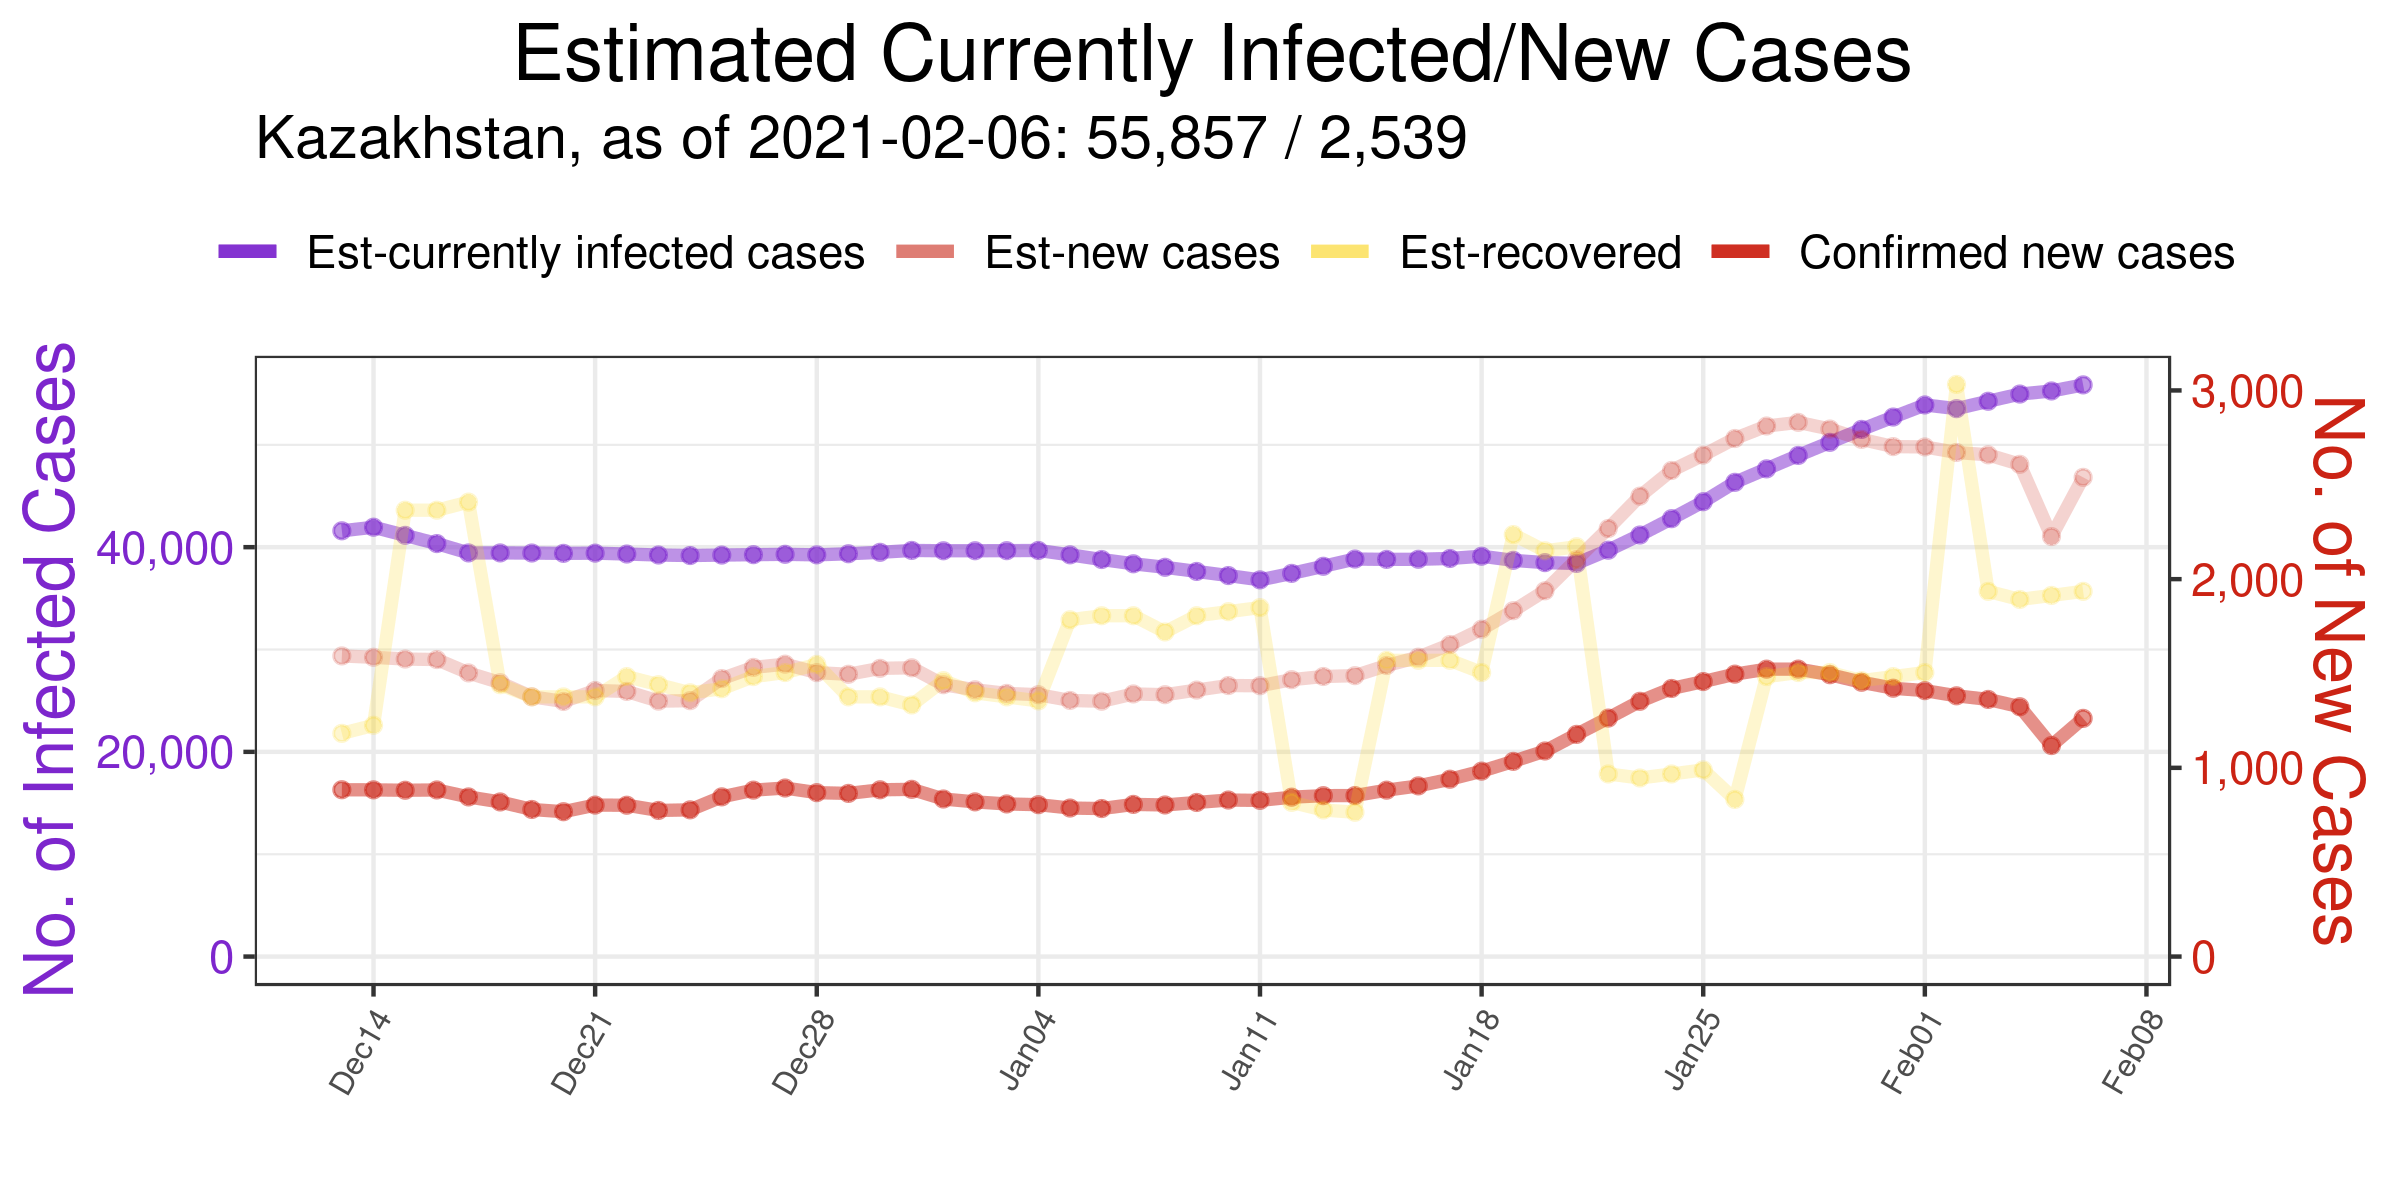 Estimated Currently Infected/New Cases
Kazakhstan, as of 2021-02-06: 55,857 / 2,539
Est-currently infected cases
Est-new cases
Est-recovered
Confirmed new cases
No. of Infected Cases
40,000
20,000
0
3,000
2,000
1,000
0
No. of New Cases
Dec14
Dec21
Dec28
Jan04
Jan11
Jan18
Jan25
Feb01
Feb08